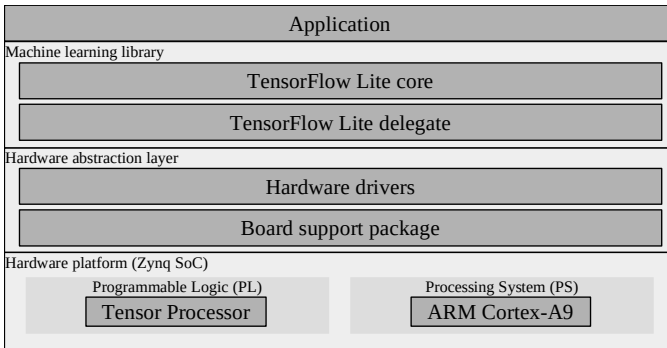 Application
Machine learning library
TensorFlow Lite core
TensorFlow Lite delegate
Hardware abstraction layer
Hardware drivers
Board support package
Hardware platform (Zynq SoC)
Programmable Logic (PL)
Tensor Processor
Processing System (PS)
ARM Cortex-A9